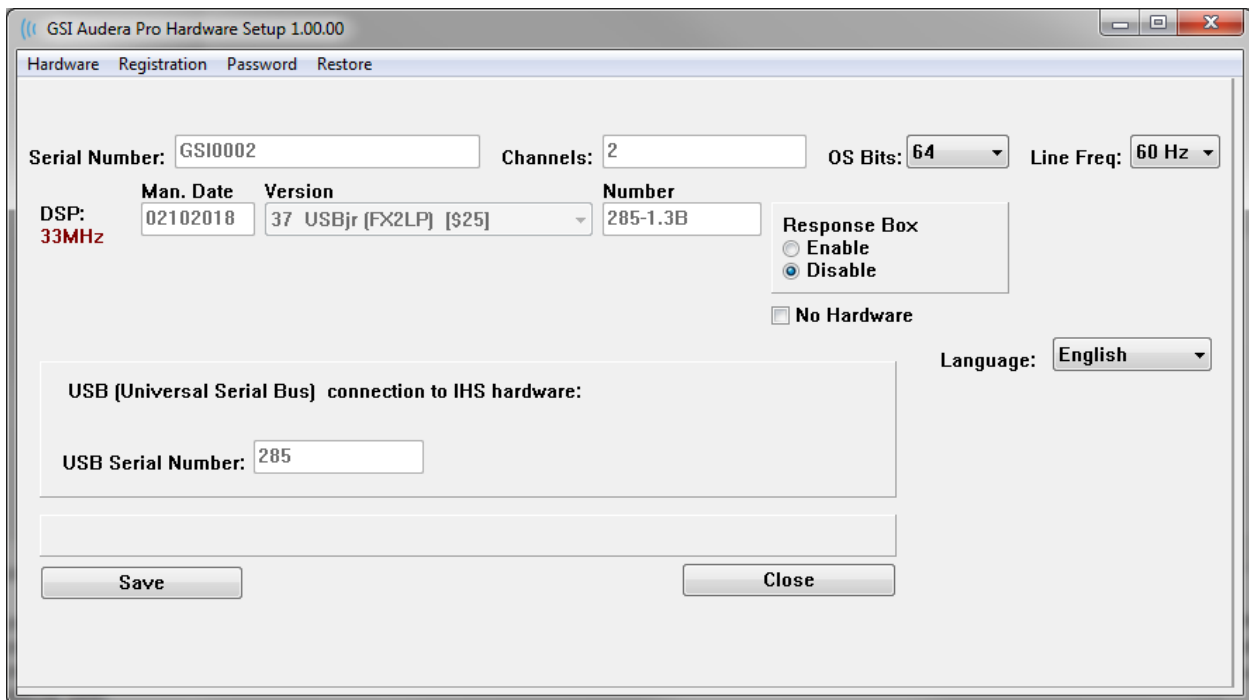 GSI Audera Pro Hardware Setup 1.00.00
Hardware Registration Password Restore
Serial Number: GSI0002 Channels: 2 OS Bits: 64 Line Freq: 60 Hz
Man. Date Version Number
DSP: 02102018 37 USBjr (FX2LP) [$25] 285-1.3B
33MHz
Response Box
Enable
Disable
No Hardware
Language: English
USB (Universal Serial Bus) connection to IHS hardware:
USB Serial Number: 285
Save Close